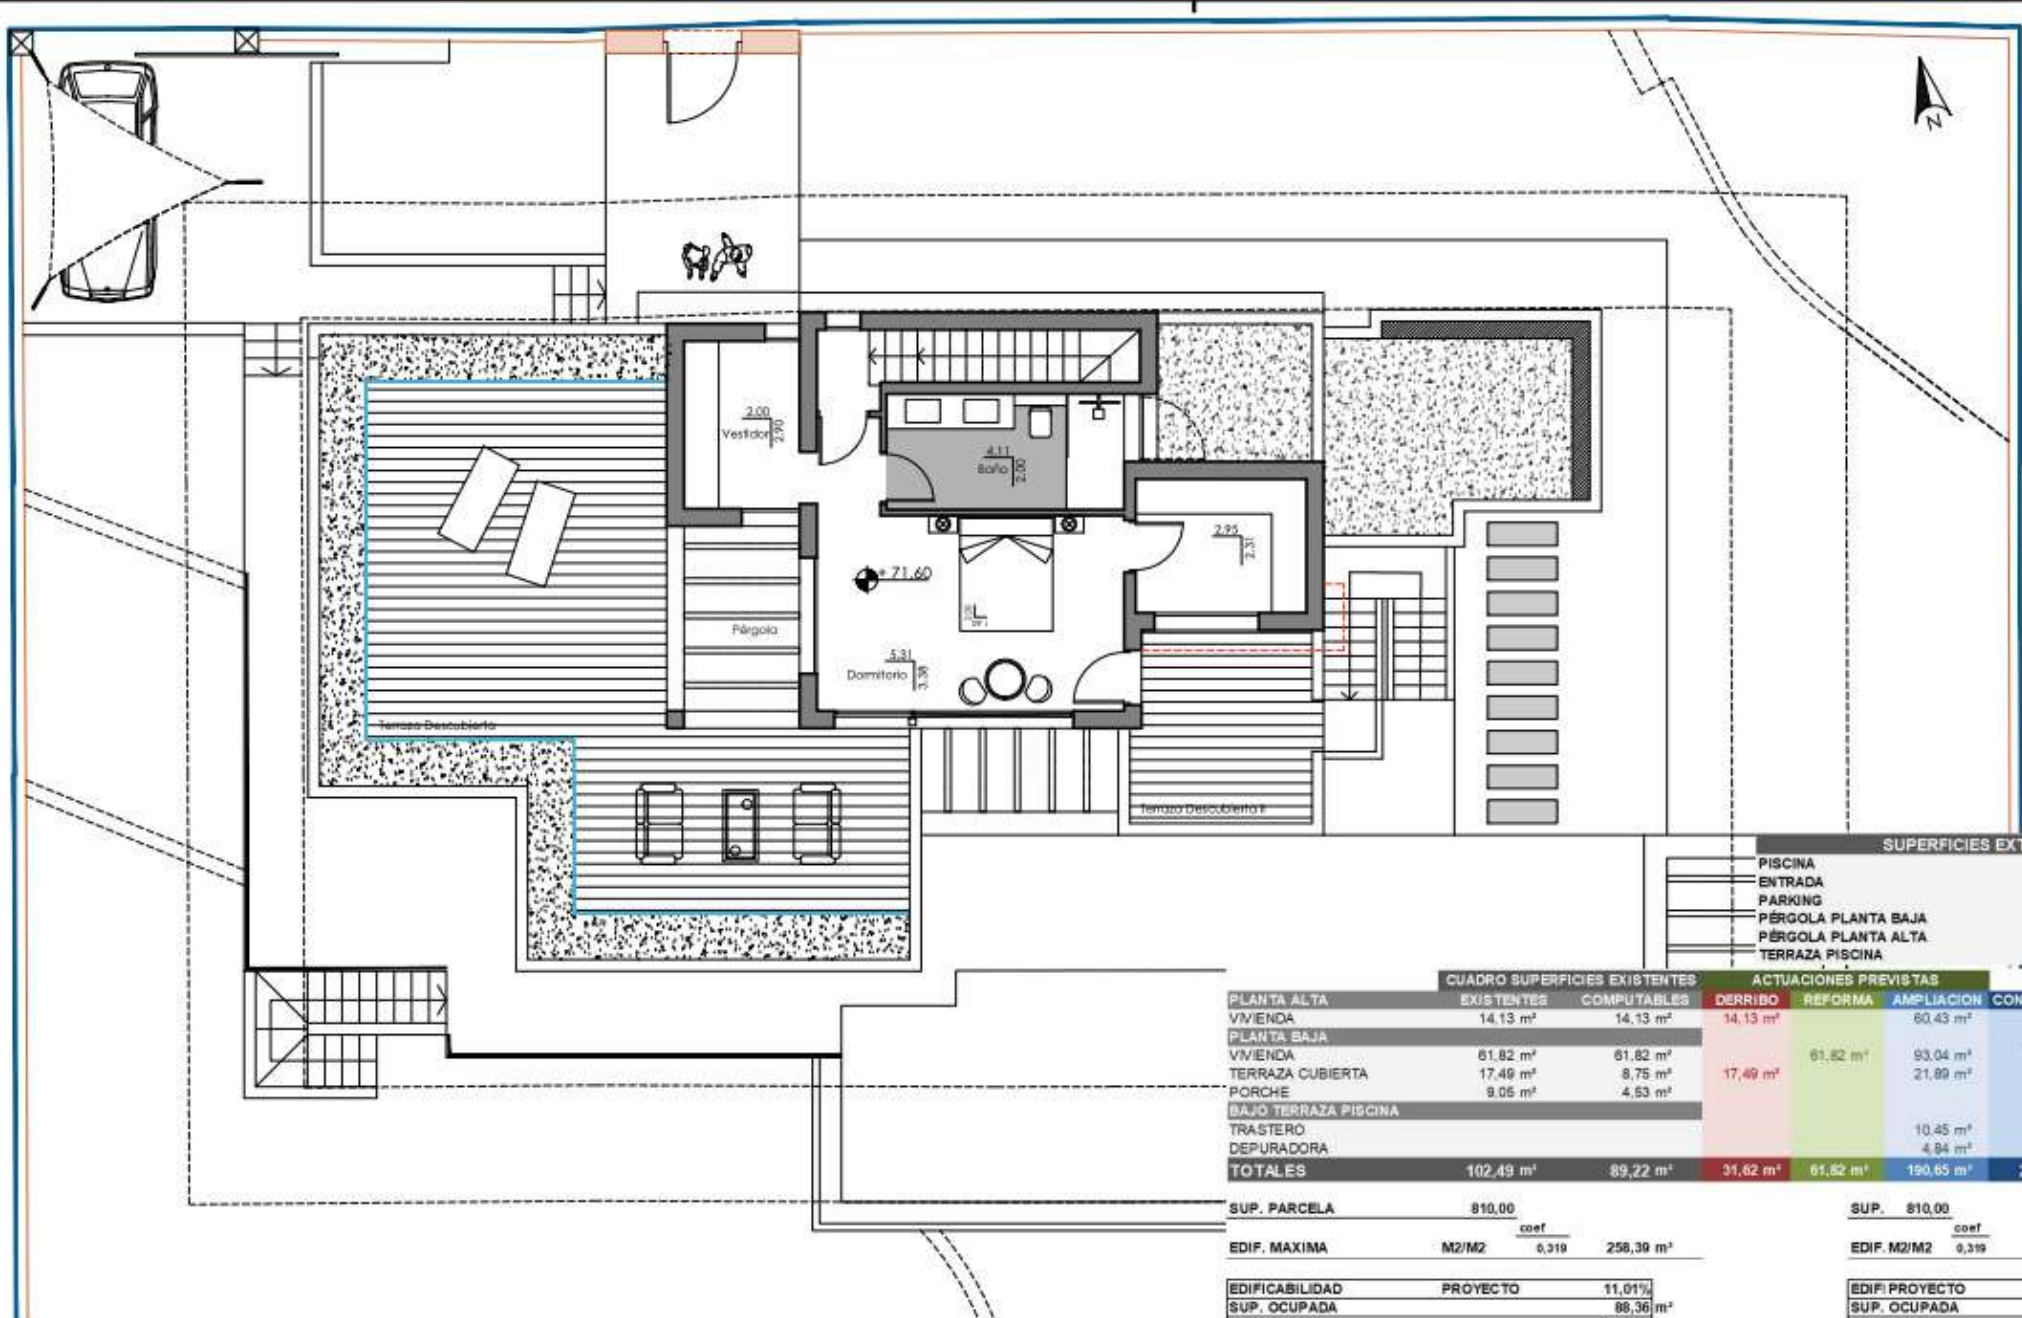 N
2.00
Vestidor
2.90
4.11
Baño
2.00
2.95
2.31
+ 71,60
Pérgola
5.31
Dormitorio
3.38
Terraza Descubierta
Terraza Descubierta II
SUPERFICIES EXT
PISCINA
ENTRADA
PARKING
PÉRGOLA PLANTA BAJA
PÉRGOLA PLANTA ALTA
TERRAZA PISCINA
CUADRO SUPERFICIES EXISTENTES ACTUACIONES PREVISTAS
PLANTA ALTA EXISTENTES COMPUTABLES DERRIBO REFORMA AMPLIACION CON
VIVIENDA 14,13 m² 14,13 m² 14,13 m² 60,43 m²
PLANTA BAJA
VIVIENDA 61,82 m² 61,82 m² 61,82 m² 93,04 m²
TERRAZA CUBIERTA 17,49 m² 8,75 m² 17,49 m² 21,89 m²
PORCHE 9,05 m² 4,53 m²
BAJO TERRAZA PISCINA
TRASTERO 10,45 m²
DEPURADORA 4,84 m²
TOTALES 102,49 m² 89,22 m² 31,62 m² 61,82 m² 190,65 m² 2
SUP. PARCELA 810,00 SUP. 810,00
coef coef
EDIF. MAXIMA M2/M2 0,319 258,39 m² EDIF. M2/M2 0,319
EDIFICABILIDAD PROYECTO 11,01% EDIFI PROYECTO
SUP. OCUPADA 88,36 m² SUP. OCUPADA